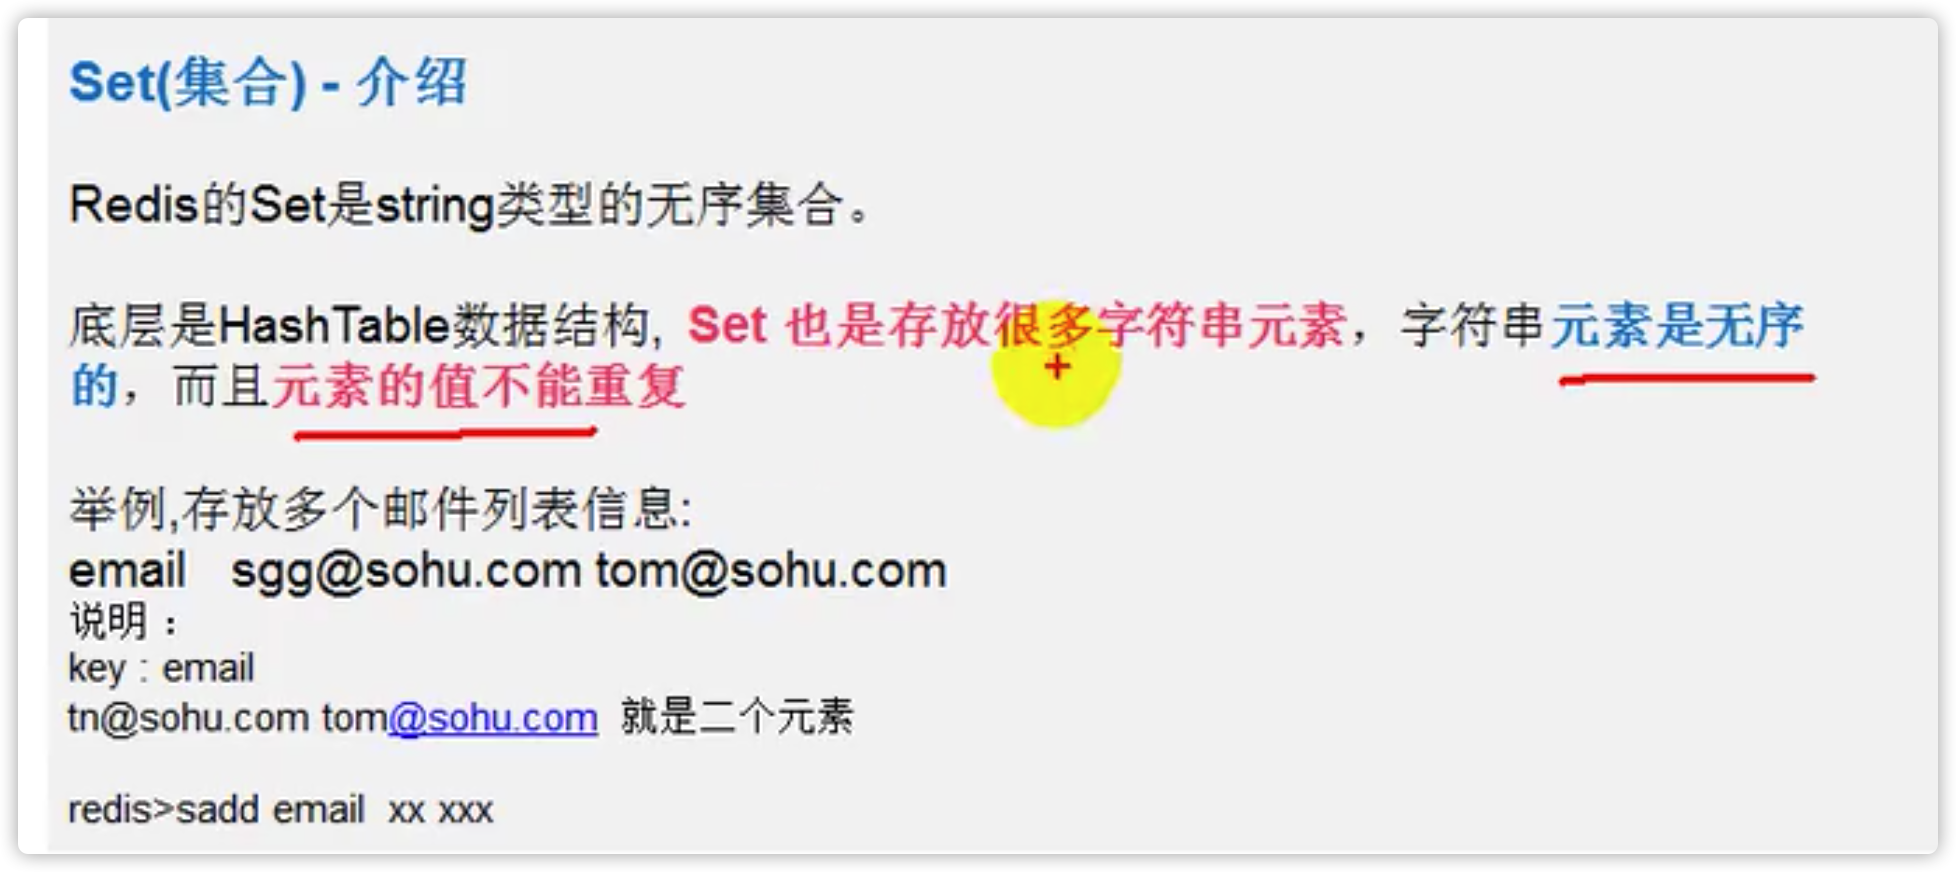 Set(集合) - 介绍
Redis的Set是string类型的无序集合。
底层是HashTable数据结构, Set 也是存放很多字符串元素，字符串元素是无序
的，而且元素的值不能重复
举例,存放多个邮件列表信息:
email sgg@sohu.com tom@sohu.com
说明：
key : email
tn@sohu.com tom@sohu.com 就是二个元素
redis>sadd email xx xxx